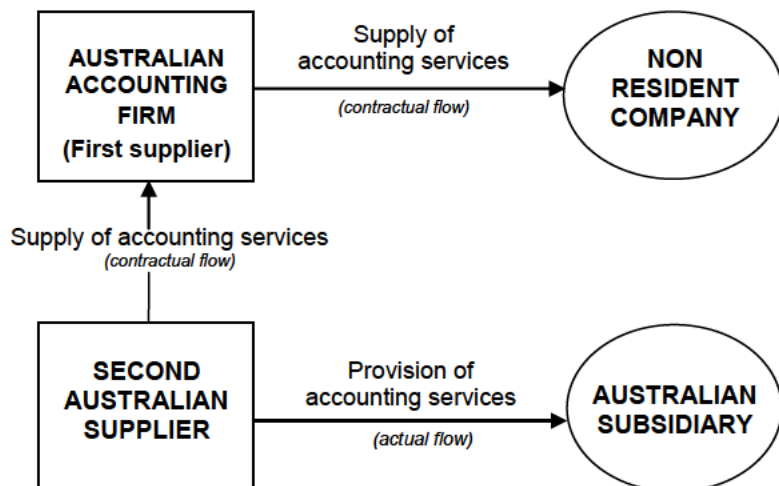 AUSTRALIAN
ACCOUNTING
FIRM
(First supplier)
Supply of
accounting services
(contractual flow)
NON
RESIDENT
COMPANY
Supply of accounting services
(contractual flow)
SECOND
AUSTRALIAN
SUPPLIER
Provision of
accounting services
(actual flow)
AUSTRALIAN
SUBSIDIARY